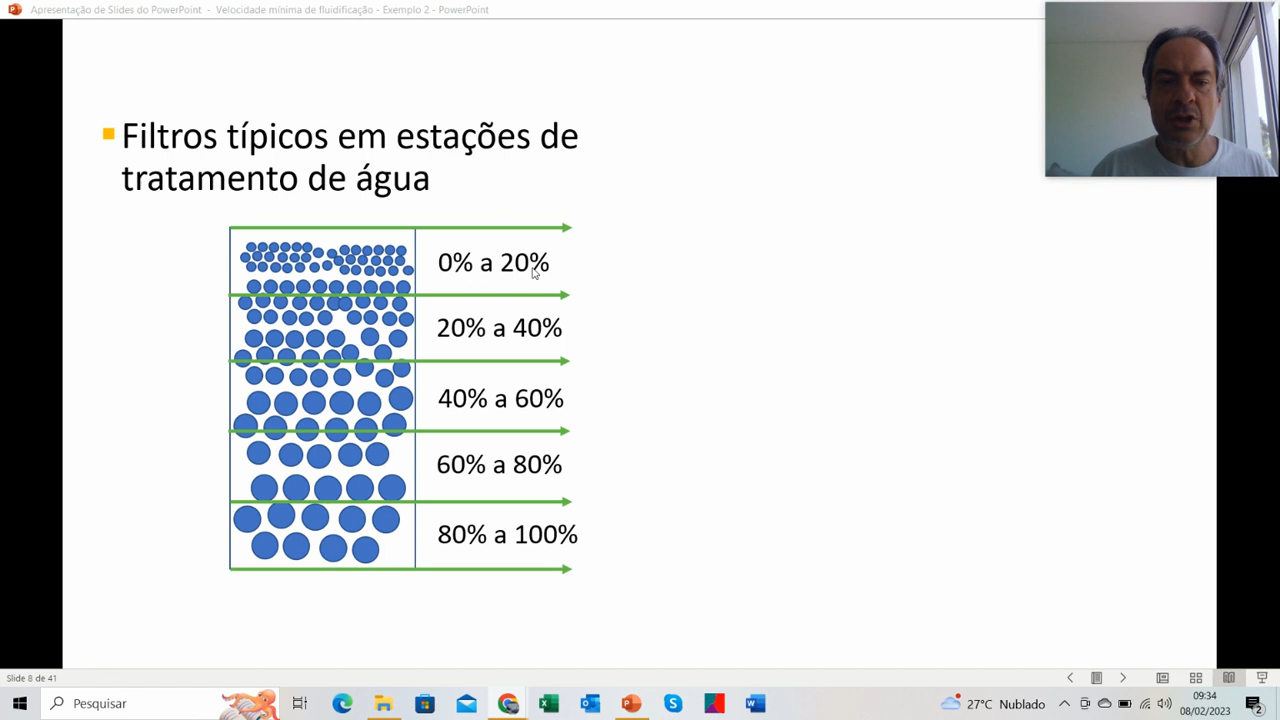 Apresentação de Slides do PowerPoint - Velocidade mínima de fluidificação - Exemplo 2 - PowerPoint
Filtros típicos em estações de
tratamento de água
0% a 20%
20% a 40%
40% a 60%
60% a 80%
80% a 100%
Slide 8 de 41
Pesquisar
27°C Nublado
09:34
08/02/2023
2